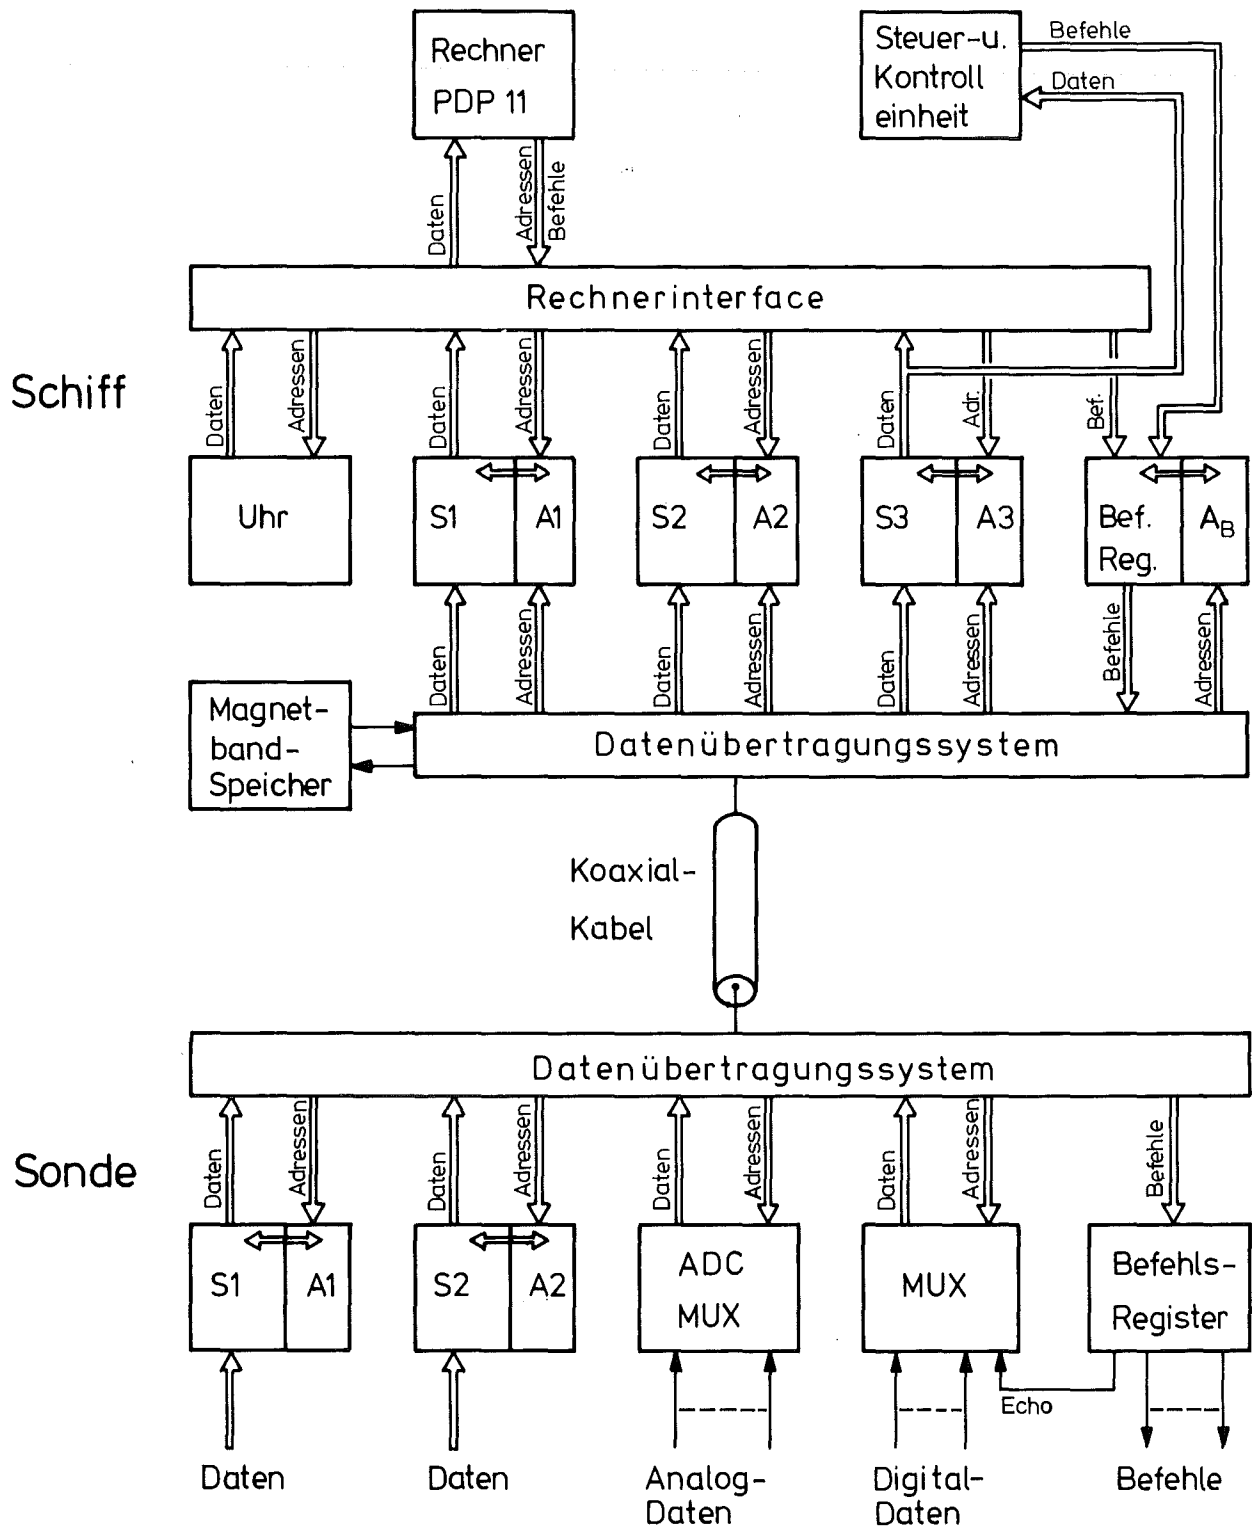 Rechner
PDP 11
Steuer-u.
Kontroll
einheit
Befehle
Daten
Daten
Adressen
Befehle
Rechnerinterface
Schiff
Daten
Adressen
Daten
Adressen
Daten
Adressen
Daten
Adr.
Bef.
Uhr
S1
A1
S2
A2
S3
A3
Bef.
Reg.
AB
Daten
Adressen
Daten
Adressen
Daten
Adressen
Befehle
Adressen
Magnet-
band-
Speicher
Datenübertragungssystem
Koaxial-
Kabel
Datenübertragungssystem
Sonde
Daten
Adressen
Daten
Adressen
Daten
Adressen
Daten
Adressen
Befehle
S1
A1
S2
A2
ADC
MUX
MUX
Befehls-
Register
Echo
Daten
Daten
Analog-
Daten
Digital-
Daten
Befehle